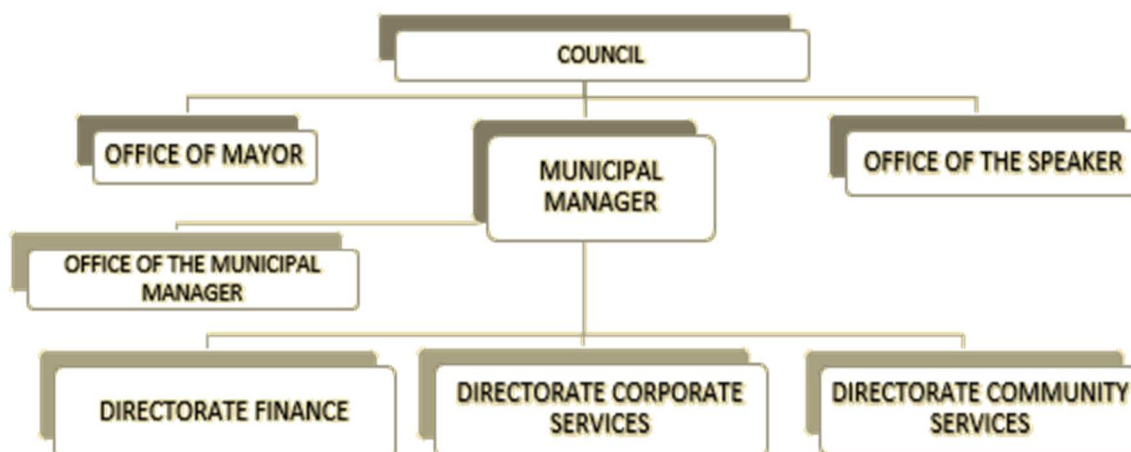 COUNCIL
OFFICE OF MAYOR
MUNICIPAL
MANAGER
OFFICE OF THE SPEAKER
OFFICE OF THE MUNICIPAL
MANAGER
DIRECTORATE FINANCE
DIRECTORATE CORPORATE
SERVICES
DIRECTORATE COMMUNITY
SERVICES